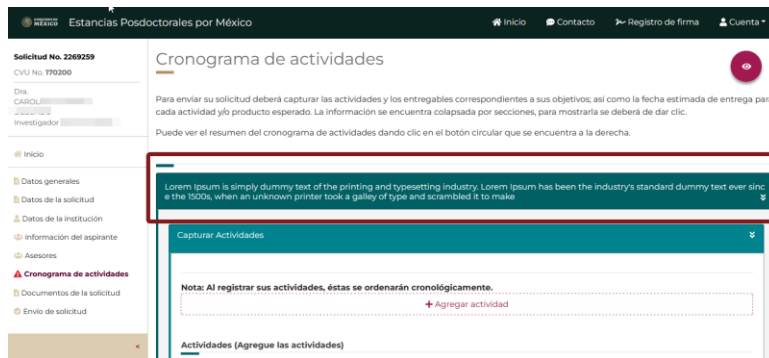 GOBIERNO DE
MÉXICO
Estancias Posdoctorales por México
Inicio
Contacto
Registro de firma
Cuenta
Solicitud No. 2269259
CVU No. 170200
Dra.
CAROL
Investigador
Inicio
Datos generales
Datos de la solicitud
Datos de la institución
Información del aspirante
Asesores
Cronograma de actividades
Documentos de la solicitud
Envío de solicitud
<
Cronograma de actividades
Para enviar su solicitud deberá capturar las actividades y los entregables correspondientes a sus objetivos; así como la fecha estimada de entrega para
cada actividad y/o producto esperado. La información se encuentra colapsada por secciones, para mostrarla se deberá de dar clic.
Puede ver el resumen del cronograma de actividades dando clic en el botón circular que se encuentra a la derecha.
Lorem Ipsum is simply dummy text of the printing and typesetting industry. Lorem Ipsum has been the industry's standard dummy text ever sinc
e the 1500s, when an unknown printer took a galley of type and scrambled it to make
Capturar Actividades
Nota: Al registrar sus actividades, éstas se ordenarán cronológicamente.
+ Agregar actividad
Actividades (Agregue las actividades)